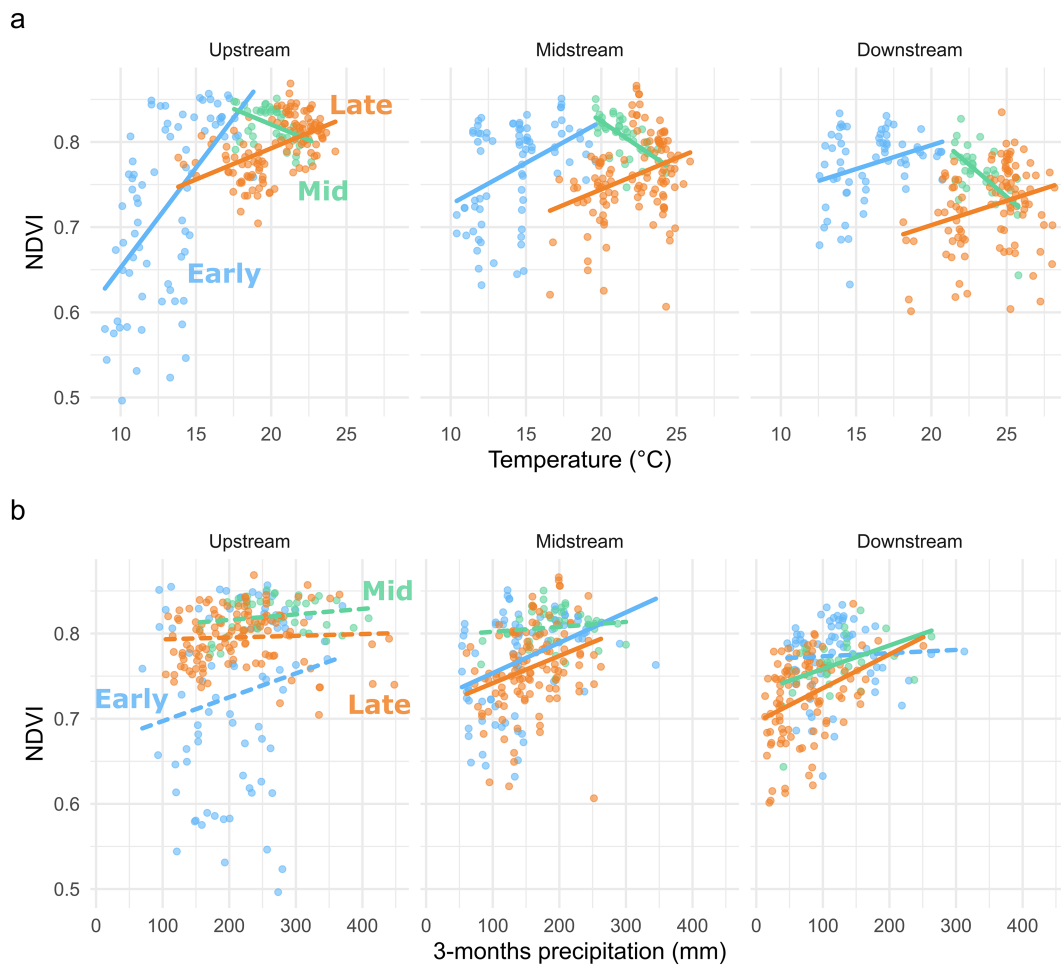 a
Upstream Midstream Downstream
Late
0.8
Mid
0.7
Early
0.6
0.5
NDVI
10 15 20 25 10 15 20 25 10 15 20 25
Temperature (°C)
b
Upstream Midstream Downstream
Mid
0.8
Early Late
0.7
0.6
0.5
NDVI
0 100 200 300 400 0 100 200 300 400 0 100 200 300 400
3-months precipitation (mm)